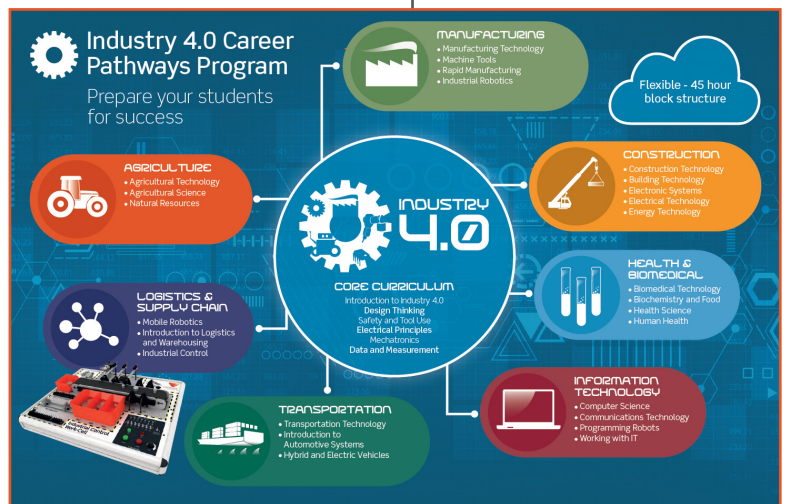 Industry 4.0 Career
Pathways Program
Prepare your students
for success
MANUFACTURING
• Manufacturing Technology
• Machine Tools
• Rapid Manufacturing
• Industrial Robotics
Flexible - 45 hour
block structure
AGRICULTURE
• Agricultural Technology
• Agricultural Science
• Natural Resources
CONSTRUCTION
• Construction Technology
• Building Technology
• Electronic Systems
• Electrical Technology
• Energy Technology
INDUSTRY
4.0
CORE CURRICULUM
Introduction to Industry 4.0
Design Thinking
Safety and Tool Use
Electrical Principles
Mechatronics
Data and Measurement
HEALTH &
BIOMEDICAL
• Biomedical Technology
• Biochemistry and Food
• Health Science
• Human Health
LOGISTICS &
SUPPLY CHAIN
• Mobile Robotics
• Introduction to Logistics
and Warehousing
• Industrial Control
Industrial Control
Work-Cell
TRANSPORTATION
• Transportation Technology
• Introduction to
Automotive Systems
• Hybrid and Electric Vehicles
INFORMATION
TECHNOLOGY
• Computer Science
• Communications Technology
• Programming Robots
• Working with IT